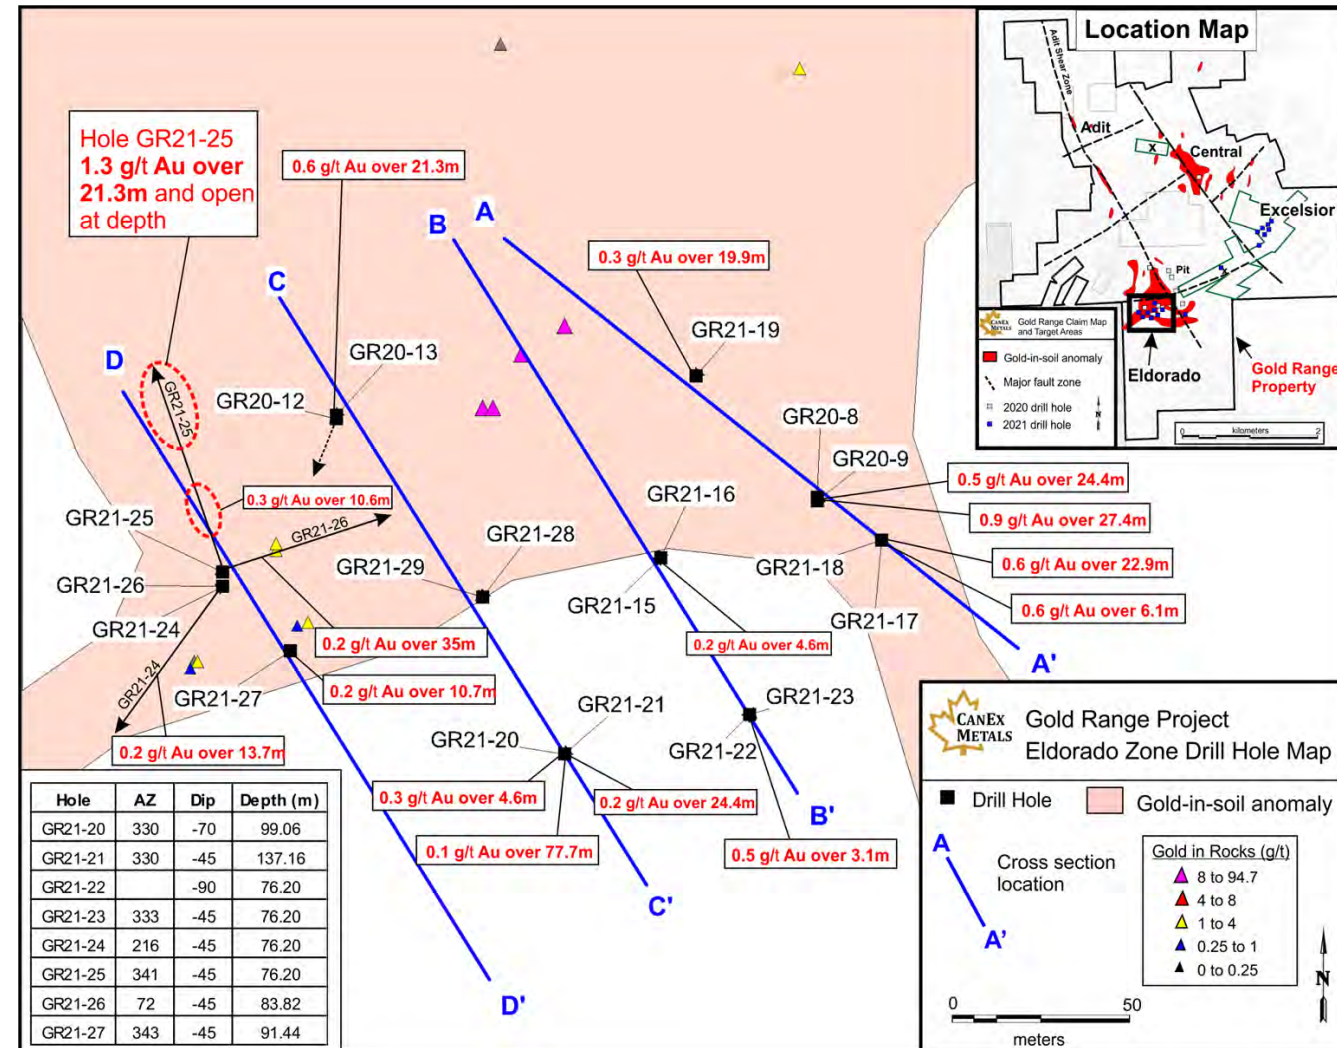 Hole GR21-25
1.3 g/t Au over
21.3m and open
at depth
0.6 g/t Au over 21.3m
A
B
C
D
0.3 g/t Au over 19.9m
GR21-19
GR20-13
GR20-12
GR21-25
GR20-8
GR20-9
0.5 g/t Au over 24.4m
0.9 g/t Au over 27.4m
0.3 g/t Au over 10.6m
GR21-16
GR21-26
GR21-25
GR21-28
GR21-18
0.6 g/t Au over 22.9m
GR21-26
GR21-29
GR21-15
0.6 g/t Au over 6.1m
GR21-24
GR21-17
0.2 g/t Au over 35m
0.2 g/t Au over 4.6m
A'
GR21-24
GR21-27
0.2 g/t Au over 10.7m
GR21-21
GR21-23
GR21-20
GR21-22
0.2 g/t Au over 13.7m
0.3 g/t Au over 4.6m
0.2 g/t Au over 24.4m
B'
0.1 g/t Au over 77.7m
0.5 g/t Au over 3.1m
C'
D'
Location Map
Adit Shear Zone
Adit
X
Central
Excelsior
Pit
X
CANEX
METALS
Gold Range Claim Map
and Target Areas
Gold-in-soil anomaly
Major fault zone
2020 drill hole
2021 drill hole
N
Eldorado
Gold Range
Property
0 kilometers 2
Hole AZ Dip Depth (m)
GR21-20 330 -70 99.06
GR21-21 330 -45 137.16
GR21-22 -90 76.20
GR21-23 333 -45 76.20
GR21-24 216 -45 76.20
GR21-25 341 -45 76.20
GR21-26 72 -45 83.82
GR21-27 343 -45 91.44
CANEX
METALS
Gold Range Project
Eldorado Zone Drill Hole Map
Drill Hole
Gold-in-soil anomaly
A
Cross section
location
A'
Gold in Rocks (g/t)
8 to 94.7
4 to 8
1 to 4
0.25 to 1
0 to 0.25
0 50
meters
N